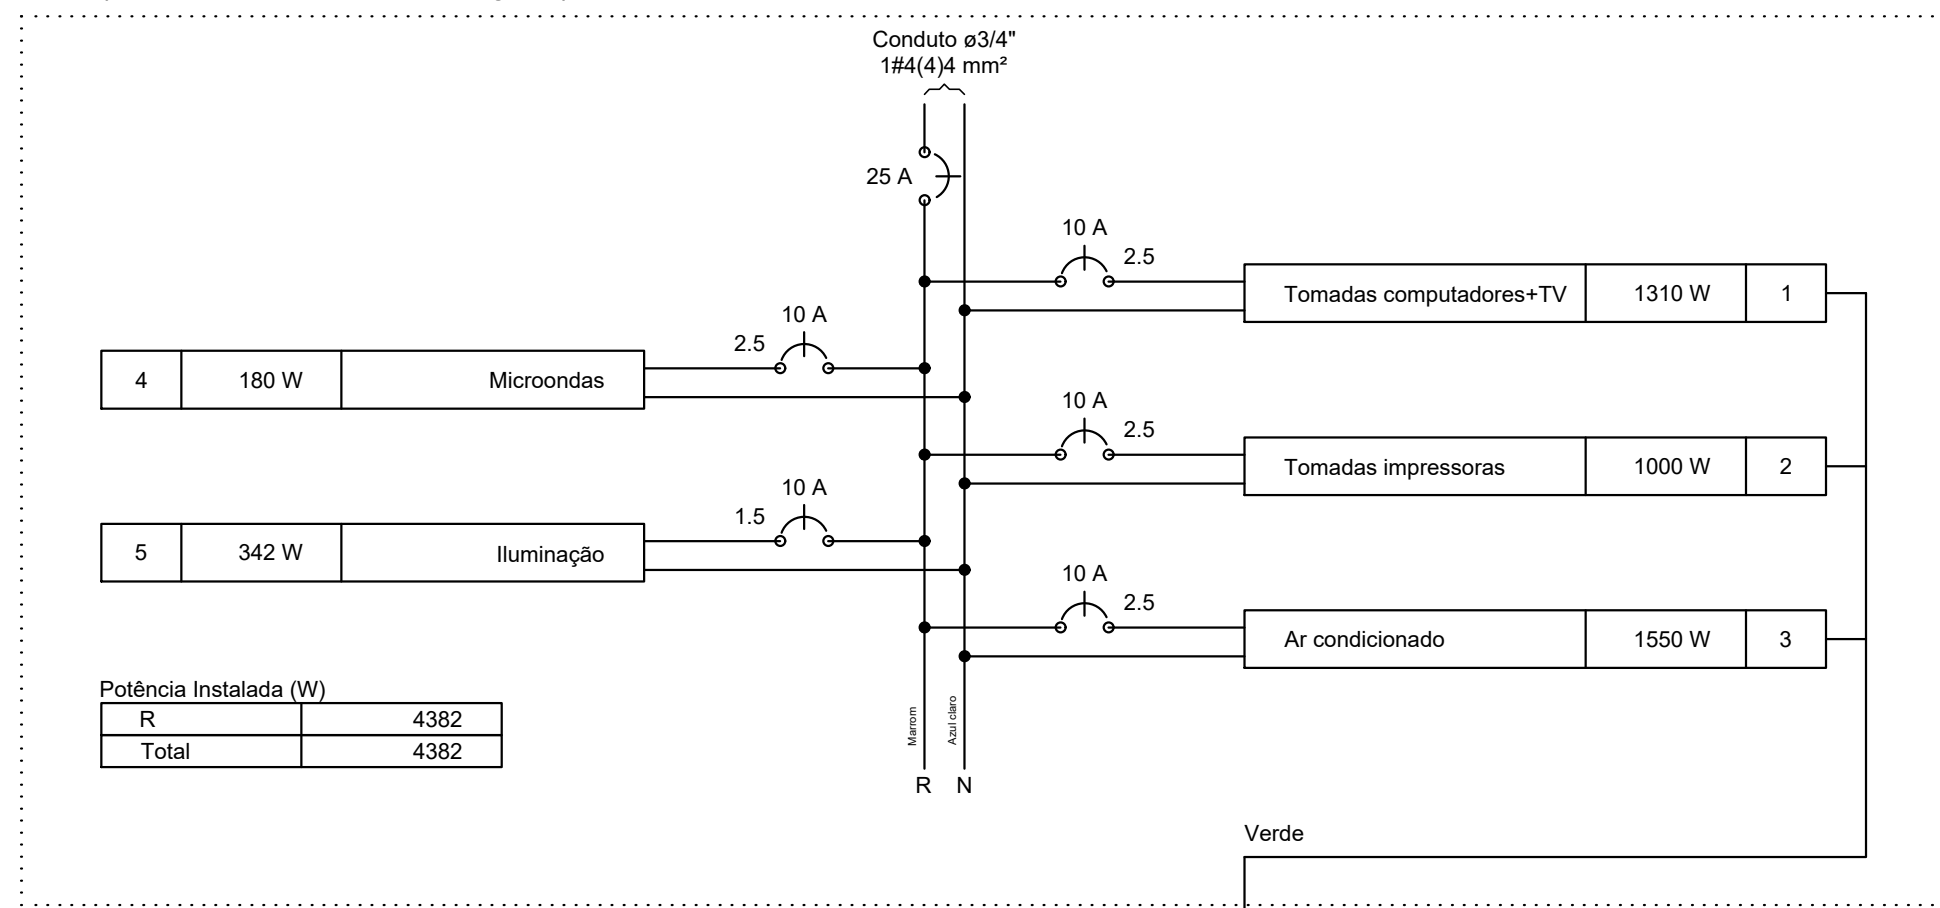 Conduto ø3/4"
1#4(4)4 mm²
25 A
10 A
2.5
Tomadas computadores+TV 1310 W 1
10 A
2.5
4 180 W Microondas
10 A
2.5
Tomadas impressoras 1000 W 2
10 A
1.5
5 342 W Iluminação
10 A
2.5
Ar condicionado 1550 W 3
Potência Instalada (W)
R 4382
Total 4382
Marrom
Azul claro
R N
Verde